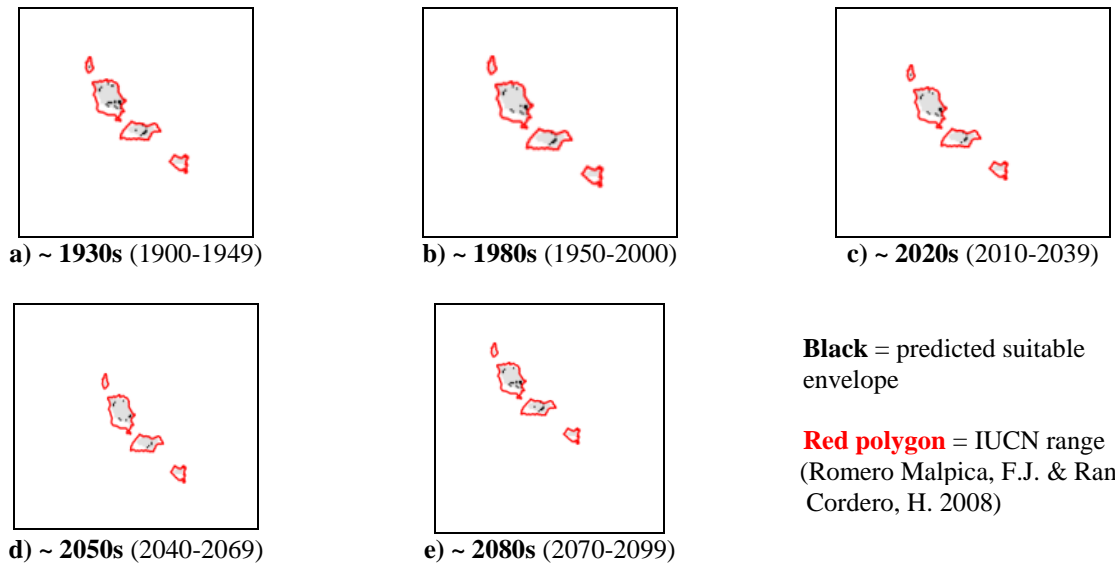 a) ~ 1930s (1900-1949)
b) ~ 1980s (1950-2000)
c) ~ 2020s (2010-2039)
Black = predicted suitable
envelope
Red polygon = IUCN range
(Romero Malpica, F.J. & Ran
Cordero, H. 2008)
d) ~ 2050s (2040-2069)
e) ~ 2080s (2070-2099)